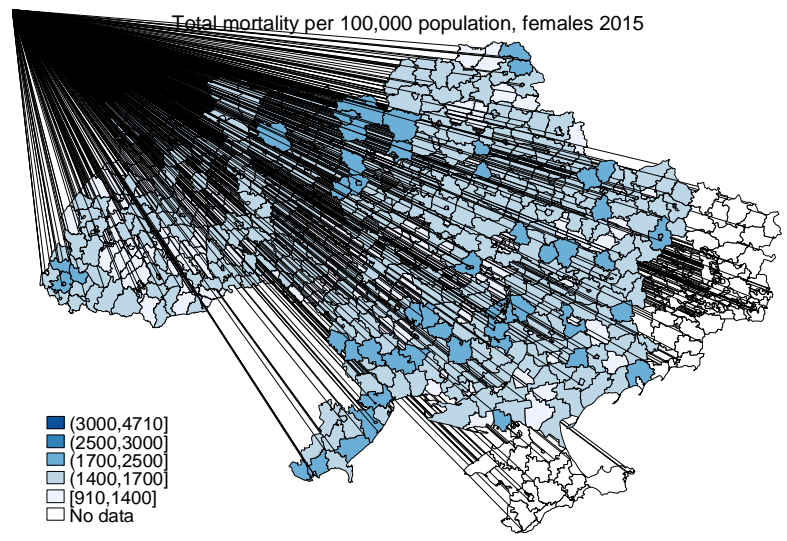 Total mortality per 100,000 population, females 2015
(3000,4710]
(2500,3000]
(1700,2500]
(1400,1700]
[910,1400]
No data